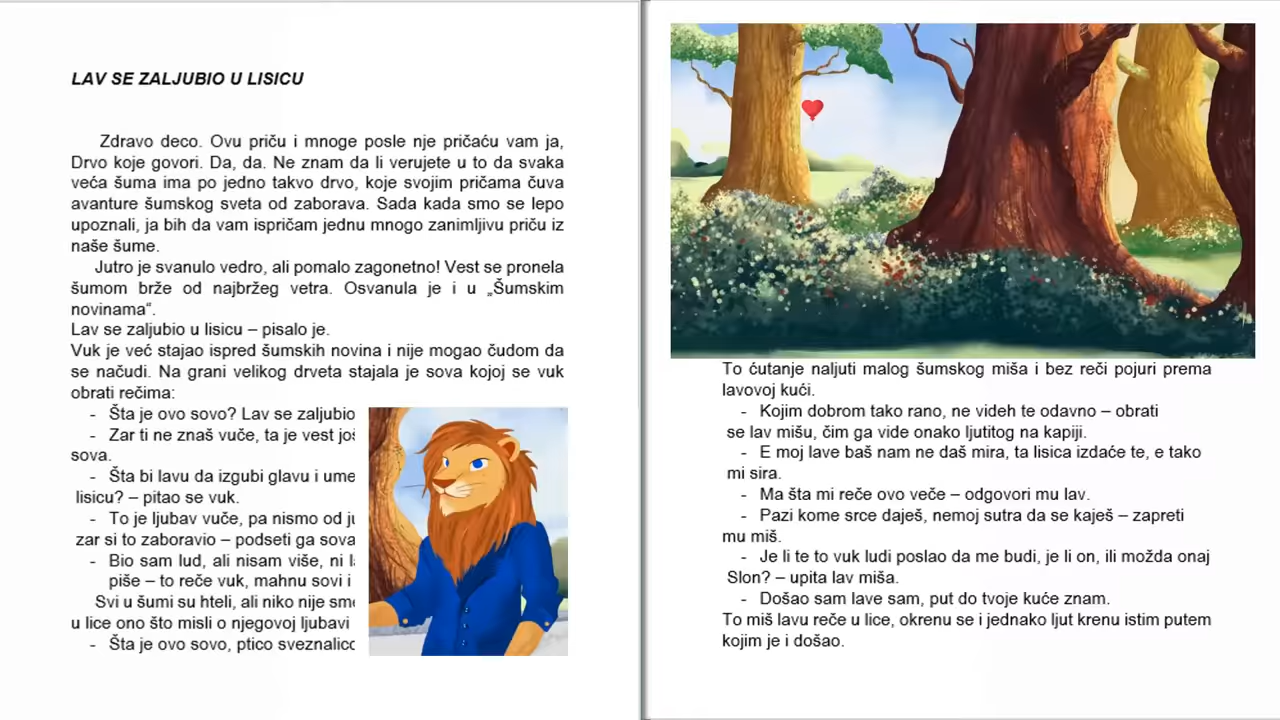 LAV SE ZALJUBIO U LISICU
Zdravo deco. Ovu priču i mnoge posle nje pričaću vam ja,
Drvo koje govori. Da, da. Ne znam da li verujete u to da svaka
veća šuma ima po jedno takvo drvo, koje svojim pričama čuva
avanture šumskog sveta od zaborava. Sada kada smo se lepo
upoznali, ja bih da vam ispričam jednu mnogo zanimljivu priču iz
naše šume.
Jutro je svanulo vedro, ali pomalo zagonetno! Vest se pronela
šumom brže od najbržeg vetra. Osvanula je i u „Šumskim
novinama“.
Lav se zaljubio u lisicu – pisalo je.
Vuk je već stajao ispred šumskih novina i nije mogao čudom da
se načudi. Na grani velikog drveta stajala je sova kojoj se vuk
obrati rečima:
- Šta je ovo sovo? Lav se zaljubio
- Zar ti ne znaš vuče, ta je vest još
sova.
- Šta bi lavu da izgubi glavu i ume
lisicu? – pitao se vuk.
- To je ljubav vuče, pa nismo od
zar si to zaboravio – podseti ga sova
- Bio sam lud, ali nisam više, ni
piše – to reče vuk, mahnu sovi i
Svi u šumi su hteli, ali niko nije
u lice ono što misli o njegovoj ljubavi
- Šta je ovo sovo, ptico
To ćutanje naljuti malog šumskog miša i bez reči pojuri prema
lavovoj kući.
- Kojim dobrom tako rano, ne videh te odavno – obrati
se lav mišu, čim ga vide onako ljutitog na kapiji.
- E moj lave baš nam ne daš mira, ta lisica izdaće te, e tako
mi sira.
- Ma šta mi reče ovo veče – odgovori mu lav.
- Pazi kome srce daješ, nemoj sutra da se kaješ – zapreti
mu miš.
- Je li te to vuk ludi poslao da me budi, je li on, ili možda onaj
Slon? – upita lav miša.
- Došao sam lave sam, put do tvoje kuće znam.
To miš lavu reče u lice, okrenu se i jednako ljut krenu istim putem
kojim je i došao.